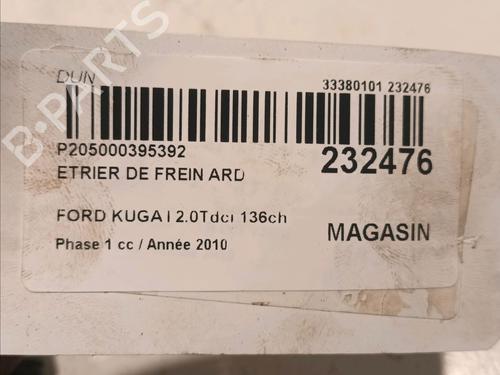 DUN
33380101 232476
P205000395392
232476
ETRIER DE FREIN ARD
FORD KUGA I 2.0Tdci 136ch
MAGASIN
Phase 1 cc / Année 2010
B-PARTS